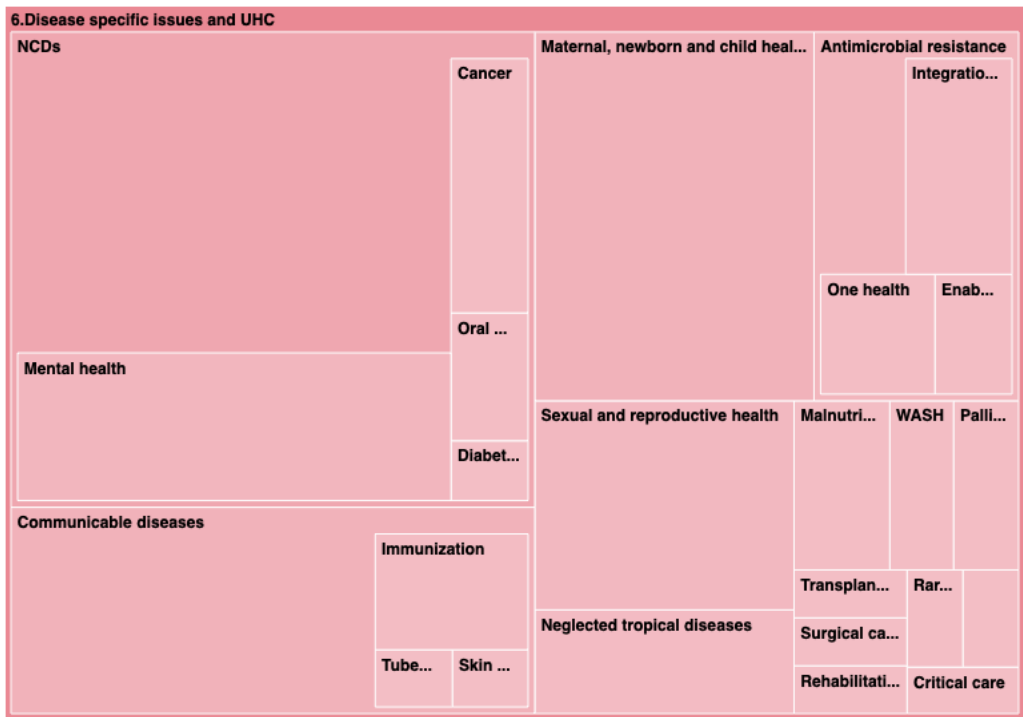 6.Disease specific issues and UHC
NCDs
Cancer
Oral ...
Mental health
Diabet...
Communicable diseases
Immunization
Tube...
Skin ...
Maternal, newborn and child heal...
Antimicrobial resistance
Integratio...
One health
Enab...
Sexual and reproductive health
Malnutri...
WASH
Palli...
Transplan...
Rar...
Neglected tropical diseases
Surgical ca...
Rehabilitati...
Critical care